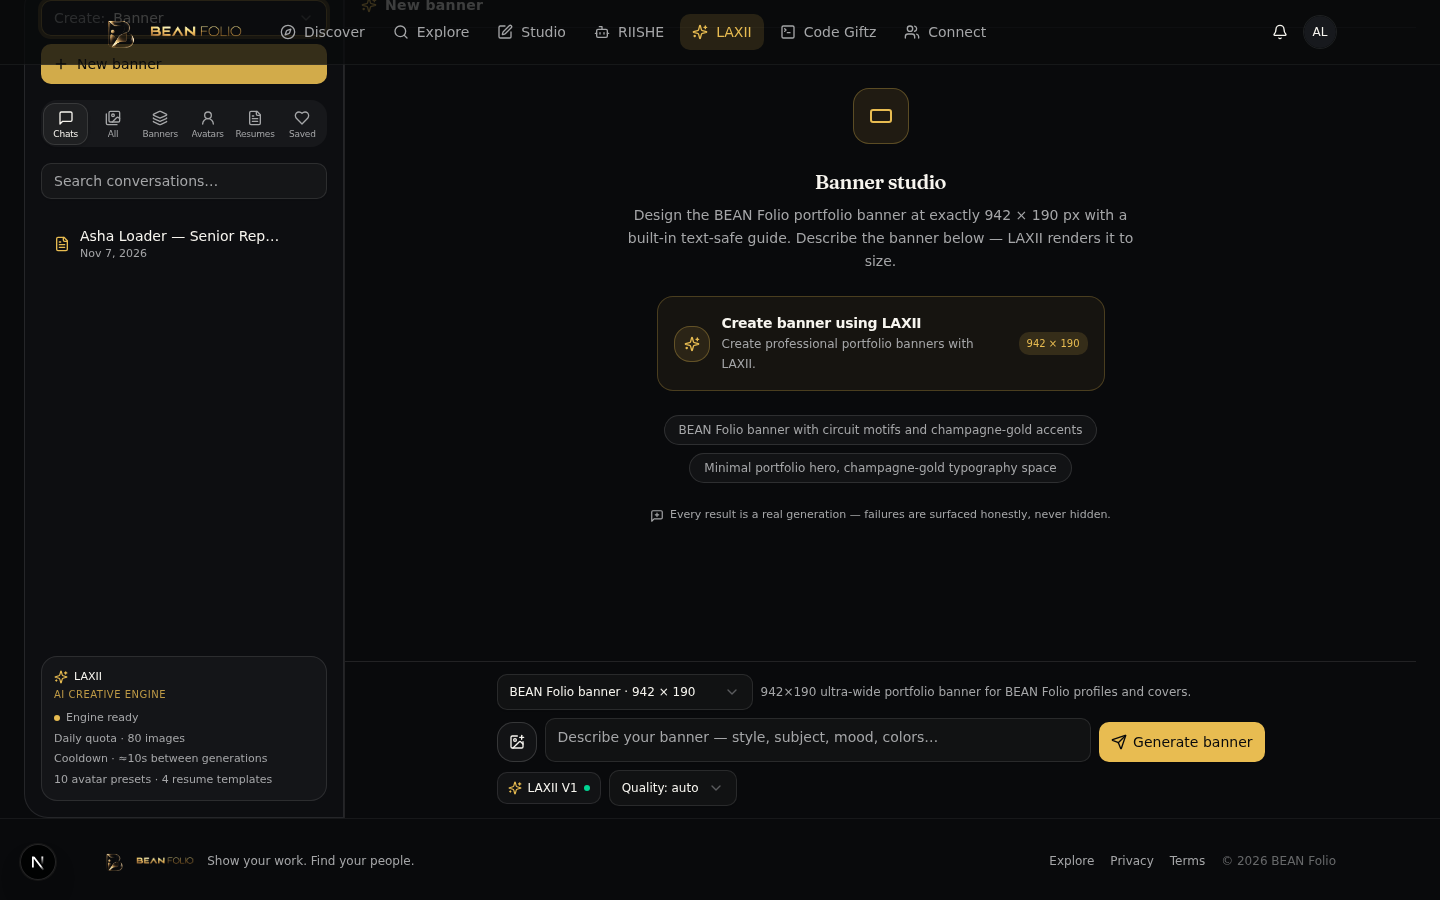 Create: Banner
New banner
BEAN FOLIO
Discover
Explore
Studio
RIISHE
LAXII
Code Giftz
Connect
AL
New banner
Chats
All
Banners
Avatars
Resumes
Saved
Search conversations...
Asha Loader — Senior Rep...
Nov 7, 2026
LAXII
AI CREATIVE ENGINE
Engine ready
Daily quota · 80 images
Cooldown · ≈10s between generations
10 avatar presets · 4 resume templates
Banner studio
Design the BEAN Folio portfolio banner at exactly 942 × 190 px with a
built-in text-safe guide. Describe the banner below — LAXII renders it to
size.
Create banner using LAXII
Create professional portfolio banners with
LAXII.
942 × 190
BEAN Folio banner with circuit motifs and champagne-gold accents
Minimal portfolio hero, champagne-gold typography space
Every result is a real generation — failures are surfaced honestly, never hidden.
BEAN Folio banner · 942 × 190
942×190 ultra-wide portfolio banner for BEAN Folio profiles and covers.
Describe your banner — style, subject, mood, colors...
Generate banner
LAXII V1
Quality: auto
N
BEAN FOLIO
Show your work. Find your people.
Explore
Privacy
Terms
© 2026 BEAN Folio